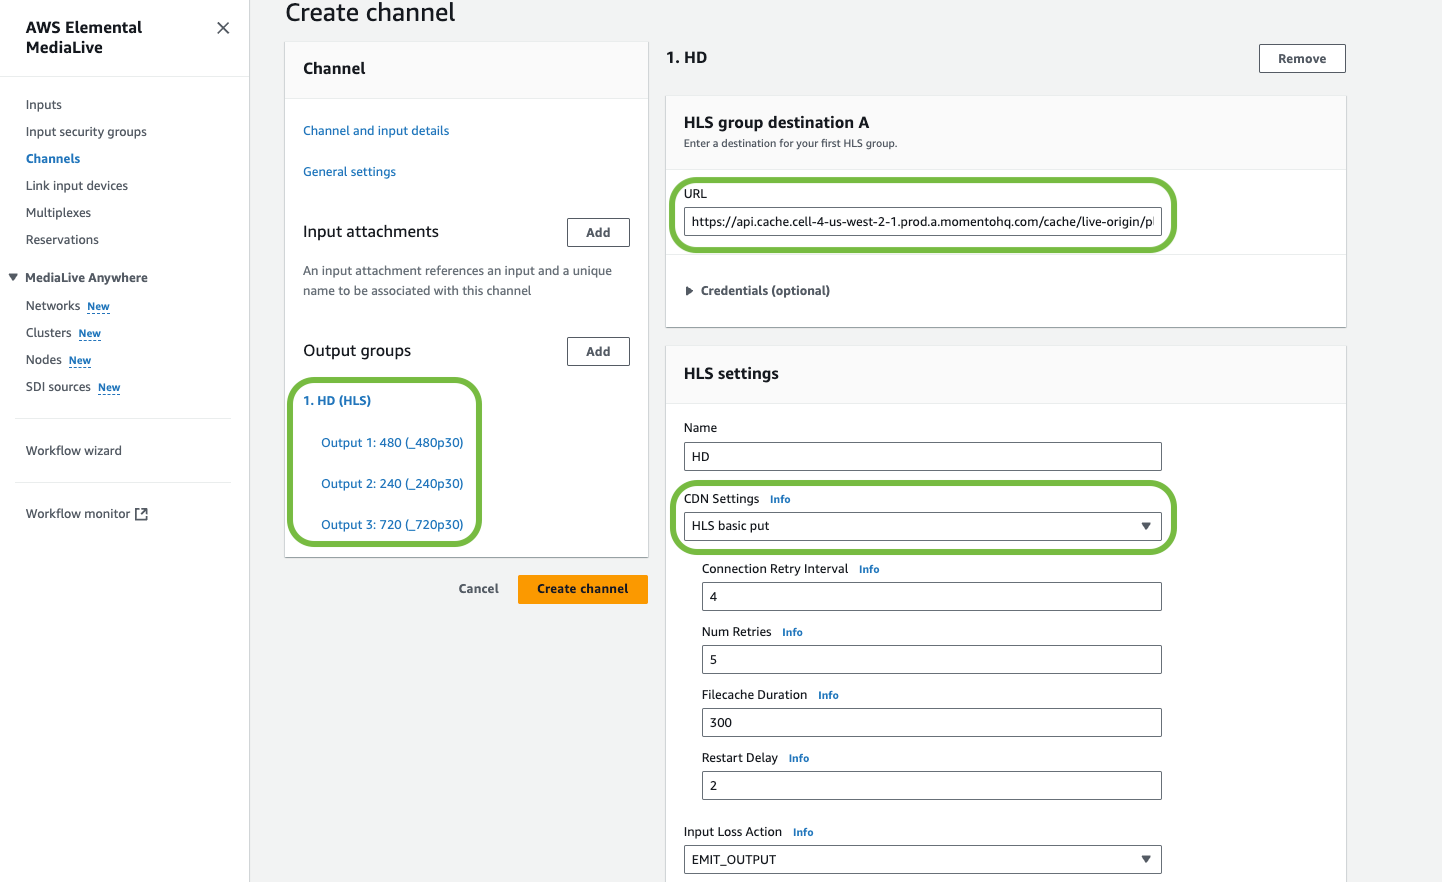 AWS Elemental
MediaLive
Inputs
Input security groups
Channels
Link input devices
Multiplexes
Reservations
MediaLive Anywhere
Networks New
Clusters New
Nodes New
SDI sources New
Workflow wizard
Workflow monitor
Create channel
Channel
Channel and input details
General settings
Input attachments Add
An input attachment references an input and a unique
name to be associated with this channel
Output groups Add
1. HD (HLS)
Output 1: 480 (_480p30)
Output 2: 240 (_240p30)
Output 3: 720 (_720p30)
Cancel Create channel
1. HD Remove
HLS group destination A
Enter a destination for your first HLS group.
URL
https://api.cache.cell-4-us-west-2-1.prod.a.momentohq.com/cache/live-origin/pl
Credentials (optional)
HLS settings
Name
HD
CDN Settings Info
HLS basic put
Connection Retry Interval Info
4
Num Retries Info
5
Filecache Duration Info
300
Restart Delay Info
2
Input Loss Action Info
EMIT_OUTPUT